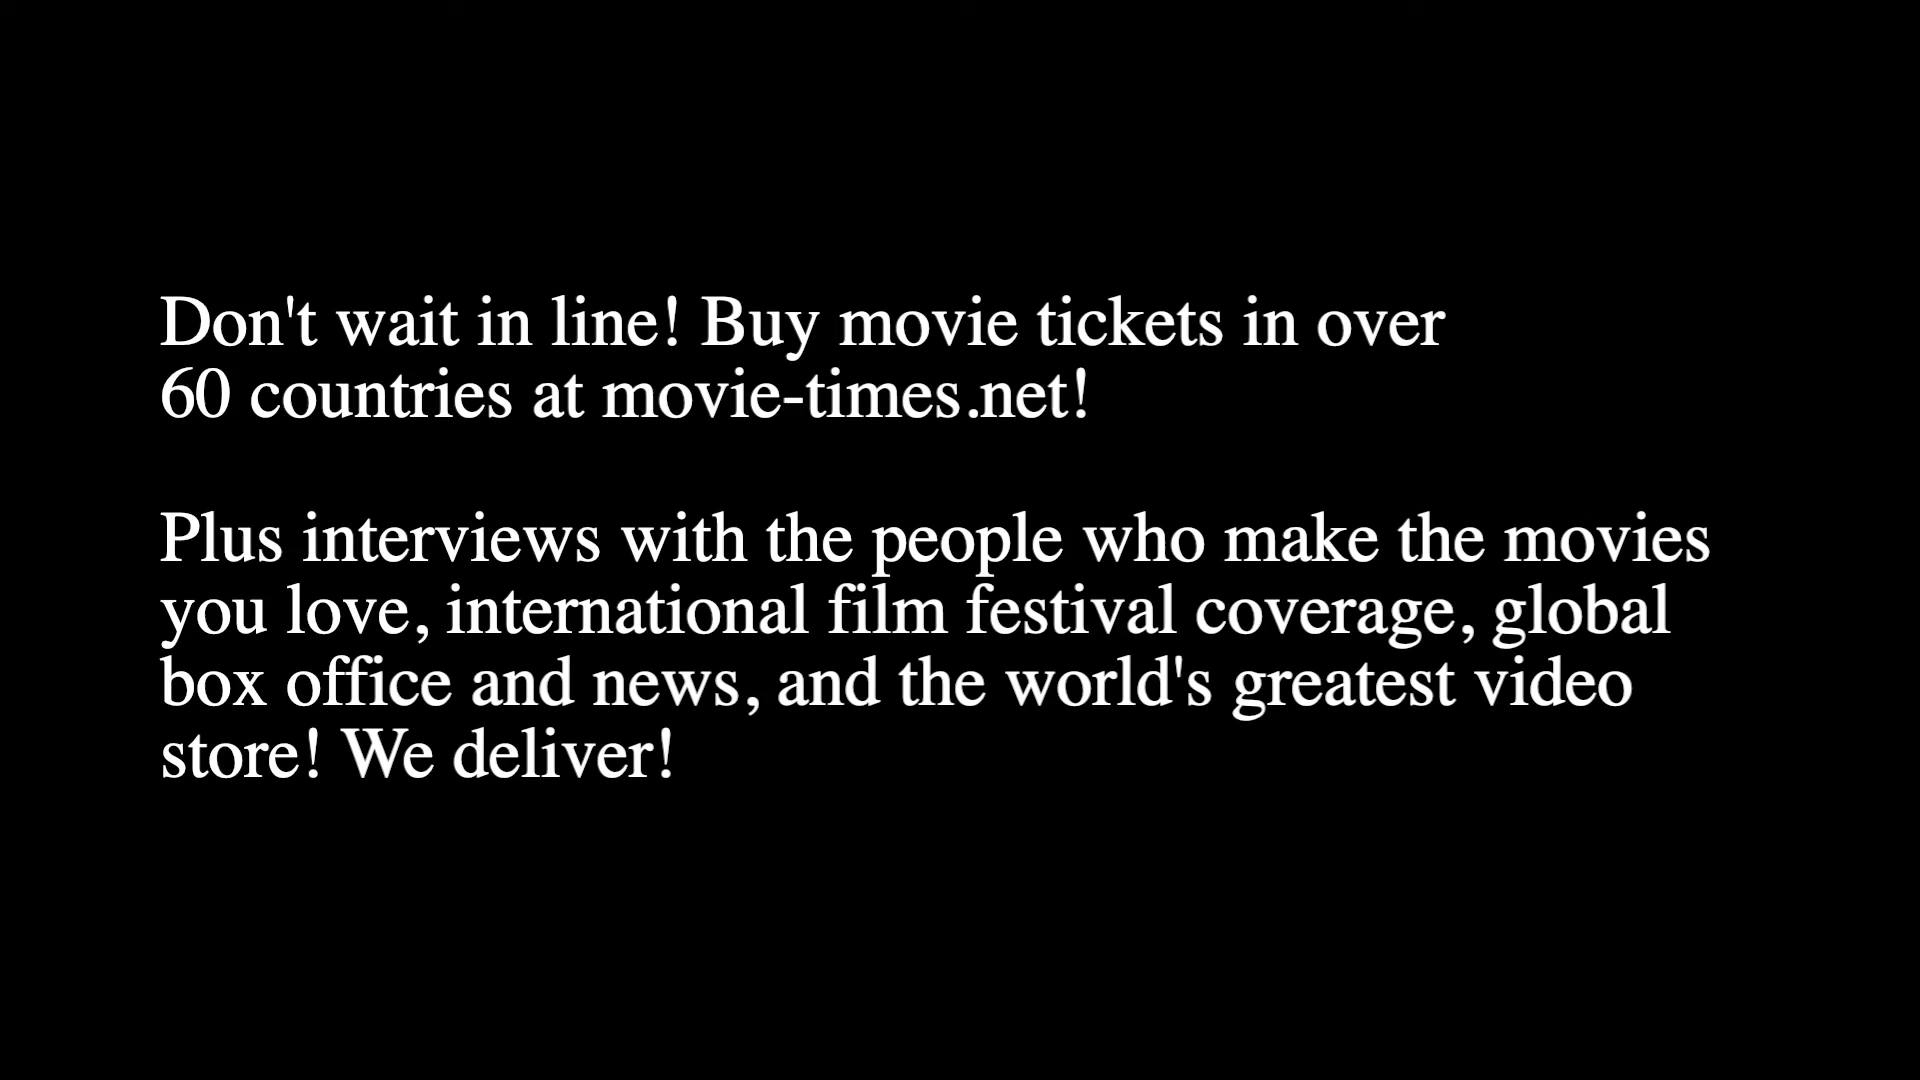 Don't wait in line! Buy movie tickets in over
60 countries at movie-times.net!
Plus interviews with the people who make the movies
you love, international film festival coverage, global
box office and news, and the world's greatest video
store! We deliver!